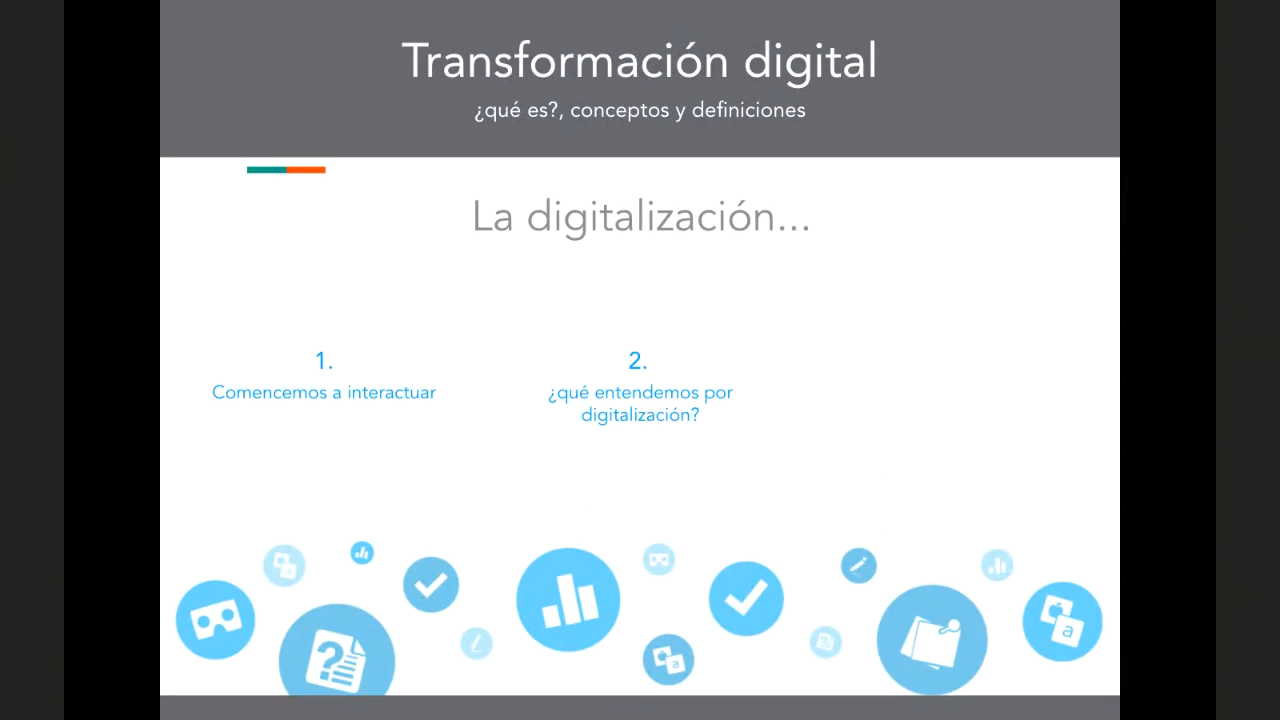 Transformación digital
¿qué es?, conceptos y definiciones
La digitalización...
1.
Comencemos a interactuar
2.
¿qué entendemos por
digitalización?